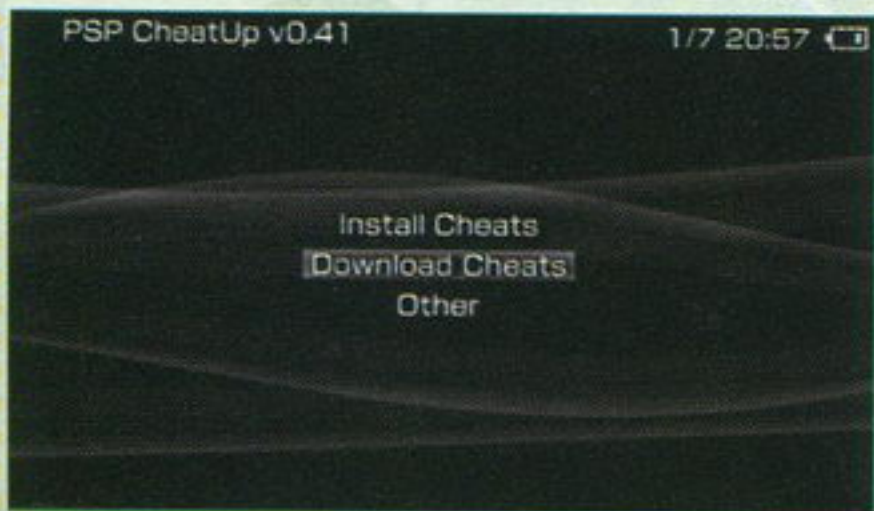 PSP CheatUp v0.41
1/7 20:57
Install Cheats
Download Cheats
Other